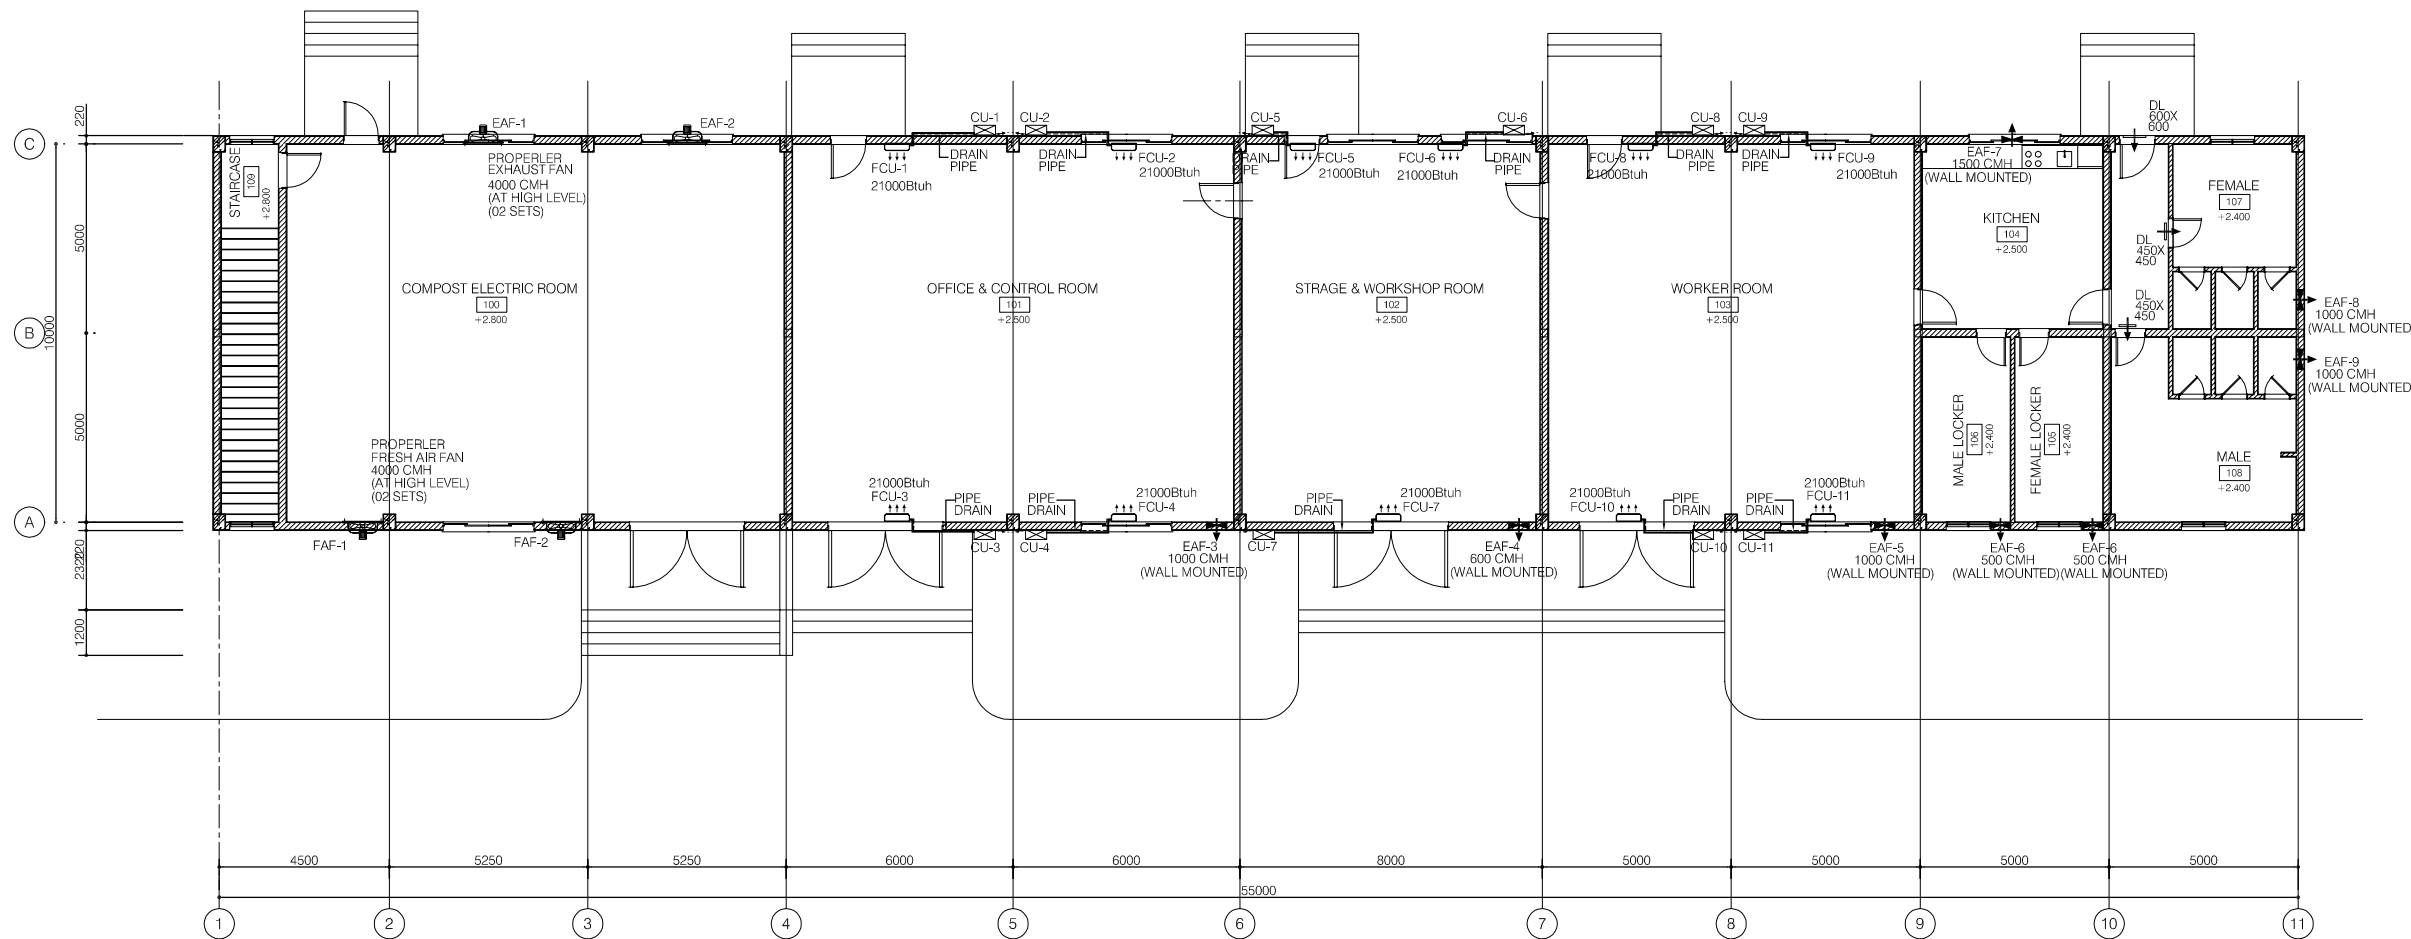 EAF-1
EAF-2
CU-1
CU-2
CU-5
CU-6
CU-8
CU-9
DL
600X
600
220
C
STAIRCASE
109
+2.800
PROPERLER
EXHAUST FAN
4000 CMH
(AT HIGH LEVEL)
(02 SETS)
FCU-1
21000Btuh
DRAIN
PIPE
DRAIN
PIPE
FCU-2
21000Btuh
DRAIN
PIPE
FCU-5
21000Btuh
FCU-6
21000Btuh
DRAIN
PIPE
FCU-8
21000Btuh
DRAIN
PIPE
DRAIN
PIPE
FCU-9
21000Btuh
EAF-7
1500 CMH
(WALL MOUNTED)
FEMALE
107
+2.400
KITCHEN
104
+2.500
DL
450X
450
5000
COMPOST ELECTRIC ROOM
100
+2.800
OFFICE & CONTROL ROOM
101
+2.500
STRAGE & WORKSHOP ROOM
102
+2.500
WORKER ROOM
103
+2.500
DL
450X
450
EAF-8
1000 CMH
(WALL MOUNTED
B
10000
EAF-9
1000 CMH
(WALL MOUNTED
5000
PROPERLER
FRESH AIR FAN
4000 CMH
(AT HIGH LEVEL)
(02 SETS)
MALE LOCKER
106
+2.400
FEMALE LOCKER
105
+2.400
MALE
108
+2.400
21000Btuh
FCU-3
PIPE
DRAIN
PIPE
DRAIN
21000Btuh
FCU-4
PIPE
DRAIN
21000Btuh
FCU-7
21000Btuh
FCU-10
PIPE
DRAIN
PIPE
DRAIN
21000Btuh
FCU-11
A
FAF-1
FAF-2
CU-3
CU-4
EAF-3
1000 CMH
(WALL MOUNTED)
CU-7
EAF-4
600 CMH
(WALL MOUNTED)
CU-10
CU-11
EAF-5
1000 CMH
(WALL MOUNTED)
EAF-6
500 CMH
(WALL MOUNTED)
EAF-6
500 CMH
(WALL MOUNTED)
220
1200
4500
5250
5250
6000
6000
8000
5000
5000
5000
5000
55000
1
2
3
4
5
6
7
8
9
10
11